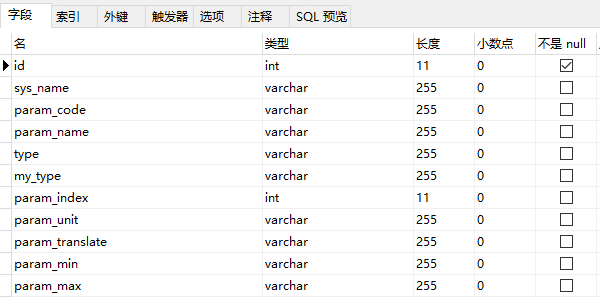 字段 索引 外键 触发器 选项 注释 SQL 预览
名 类型 长度 小数点 不是 null
id int 11 0
sys_name varchar 255 0
param_code varchar 255 0
param_name varchar 255 0
type varchar 255 0
my_type varchar 255 0
param_index int 11 0
param_unit varchar 255 0
param_translate varchar 255 0
param_min varchar 255 0
param_max varchar 255 0